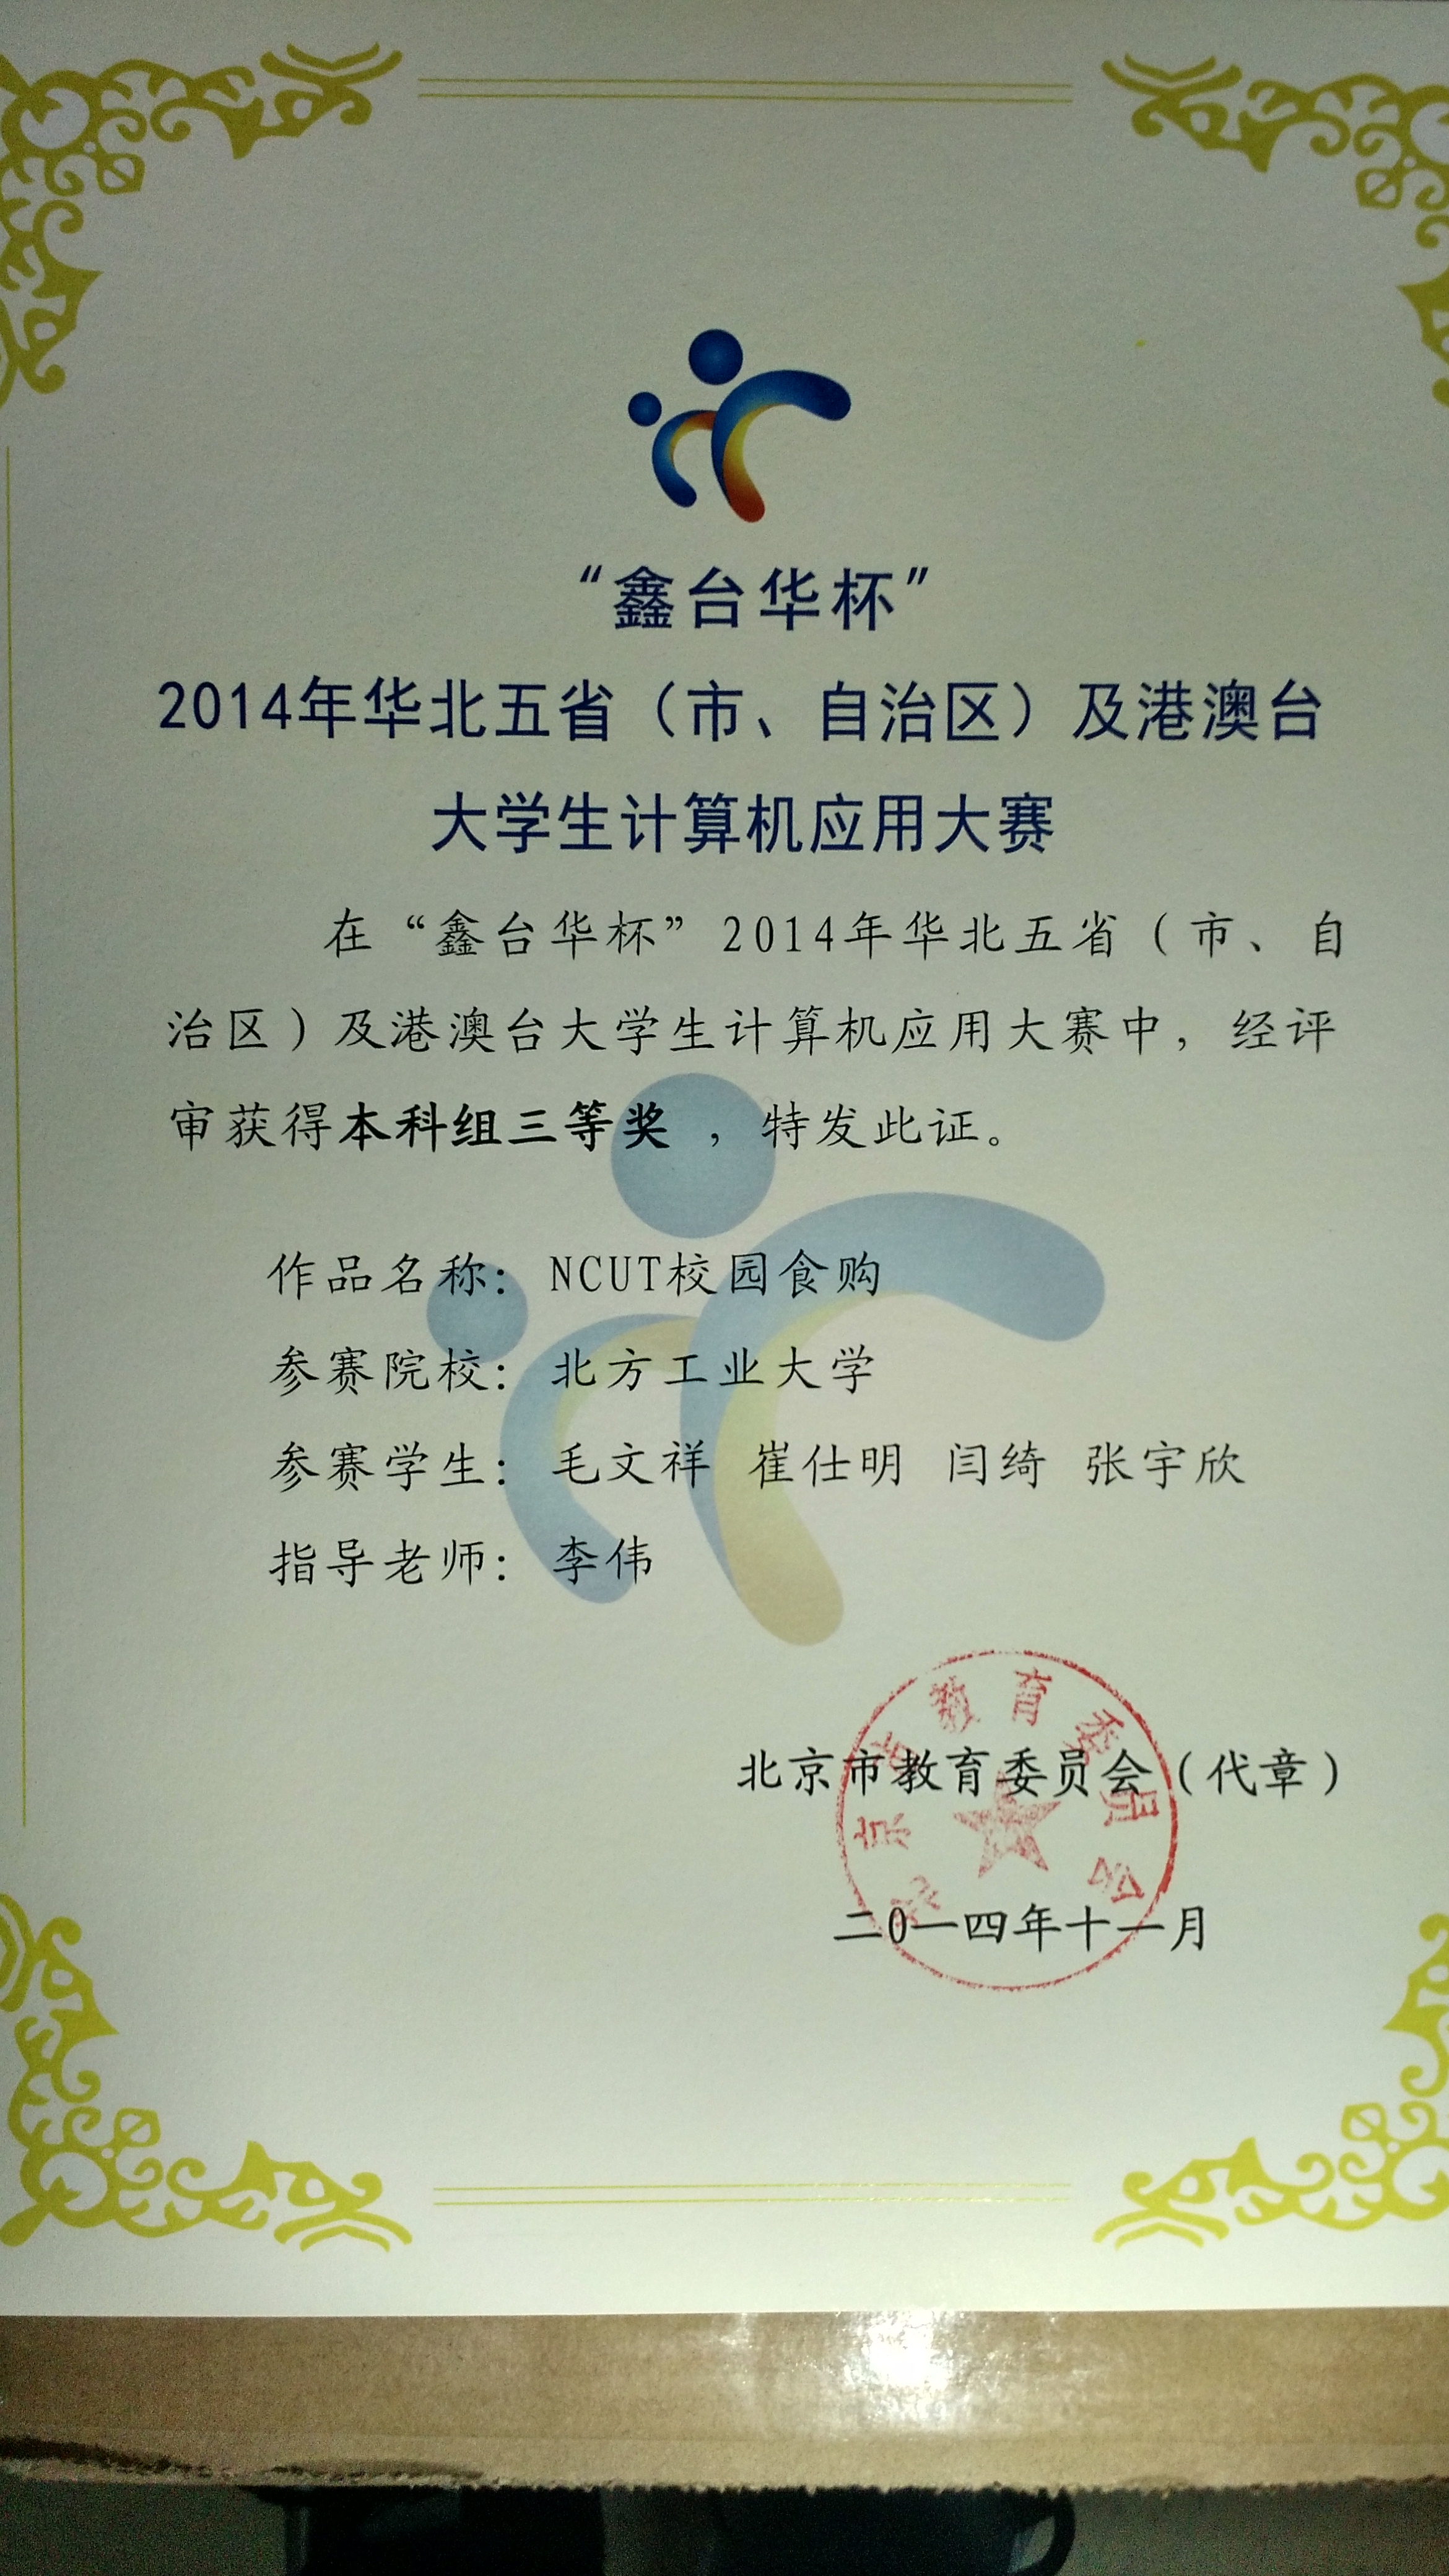 “鑫台华杯”
2014年华北五省（市、自治区）及港澳台
大学生计算机应用大赛
在“鑫台华杯”2014年华北五省（市、自
治区）及港澳台大学生计算机应用大赛中，经评
审获得本科组三等奖 ，特发此证。
作品名称：NCUT校园食购
参赛院校：北方工业大学
参赛学生：毛文祥 崔仕明 闫绮 张宇欣
指导老师：李伟
北京市教育委员会
北京市教育委员会（代章）
二0一四年十一月